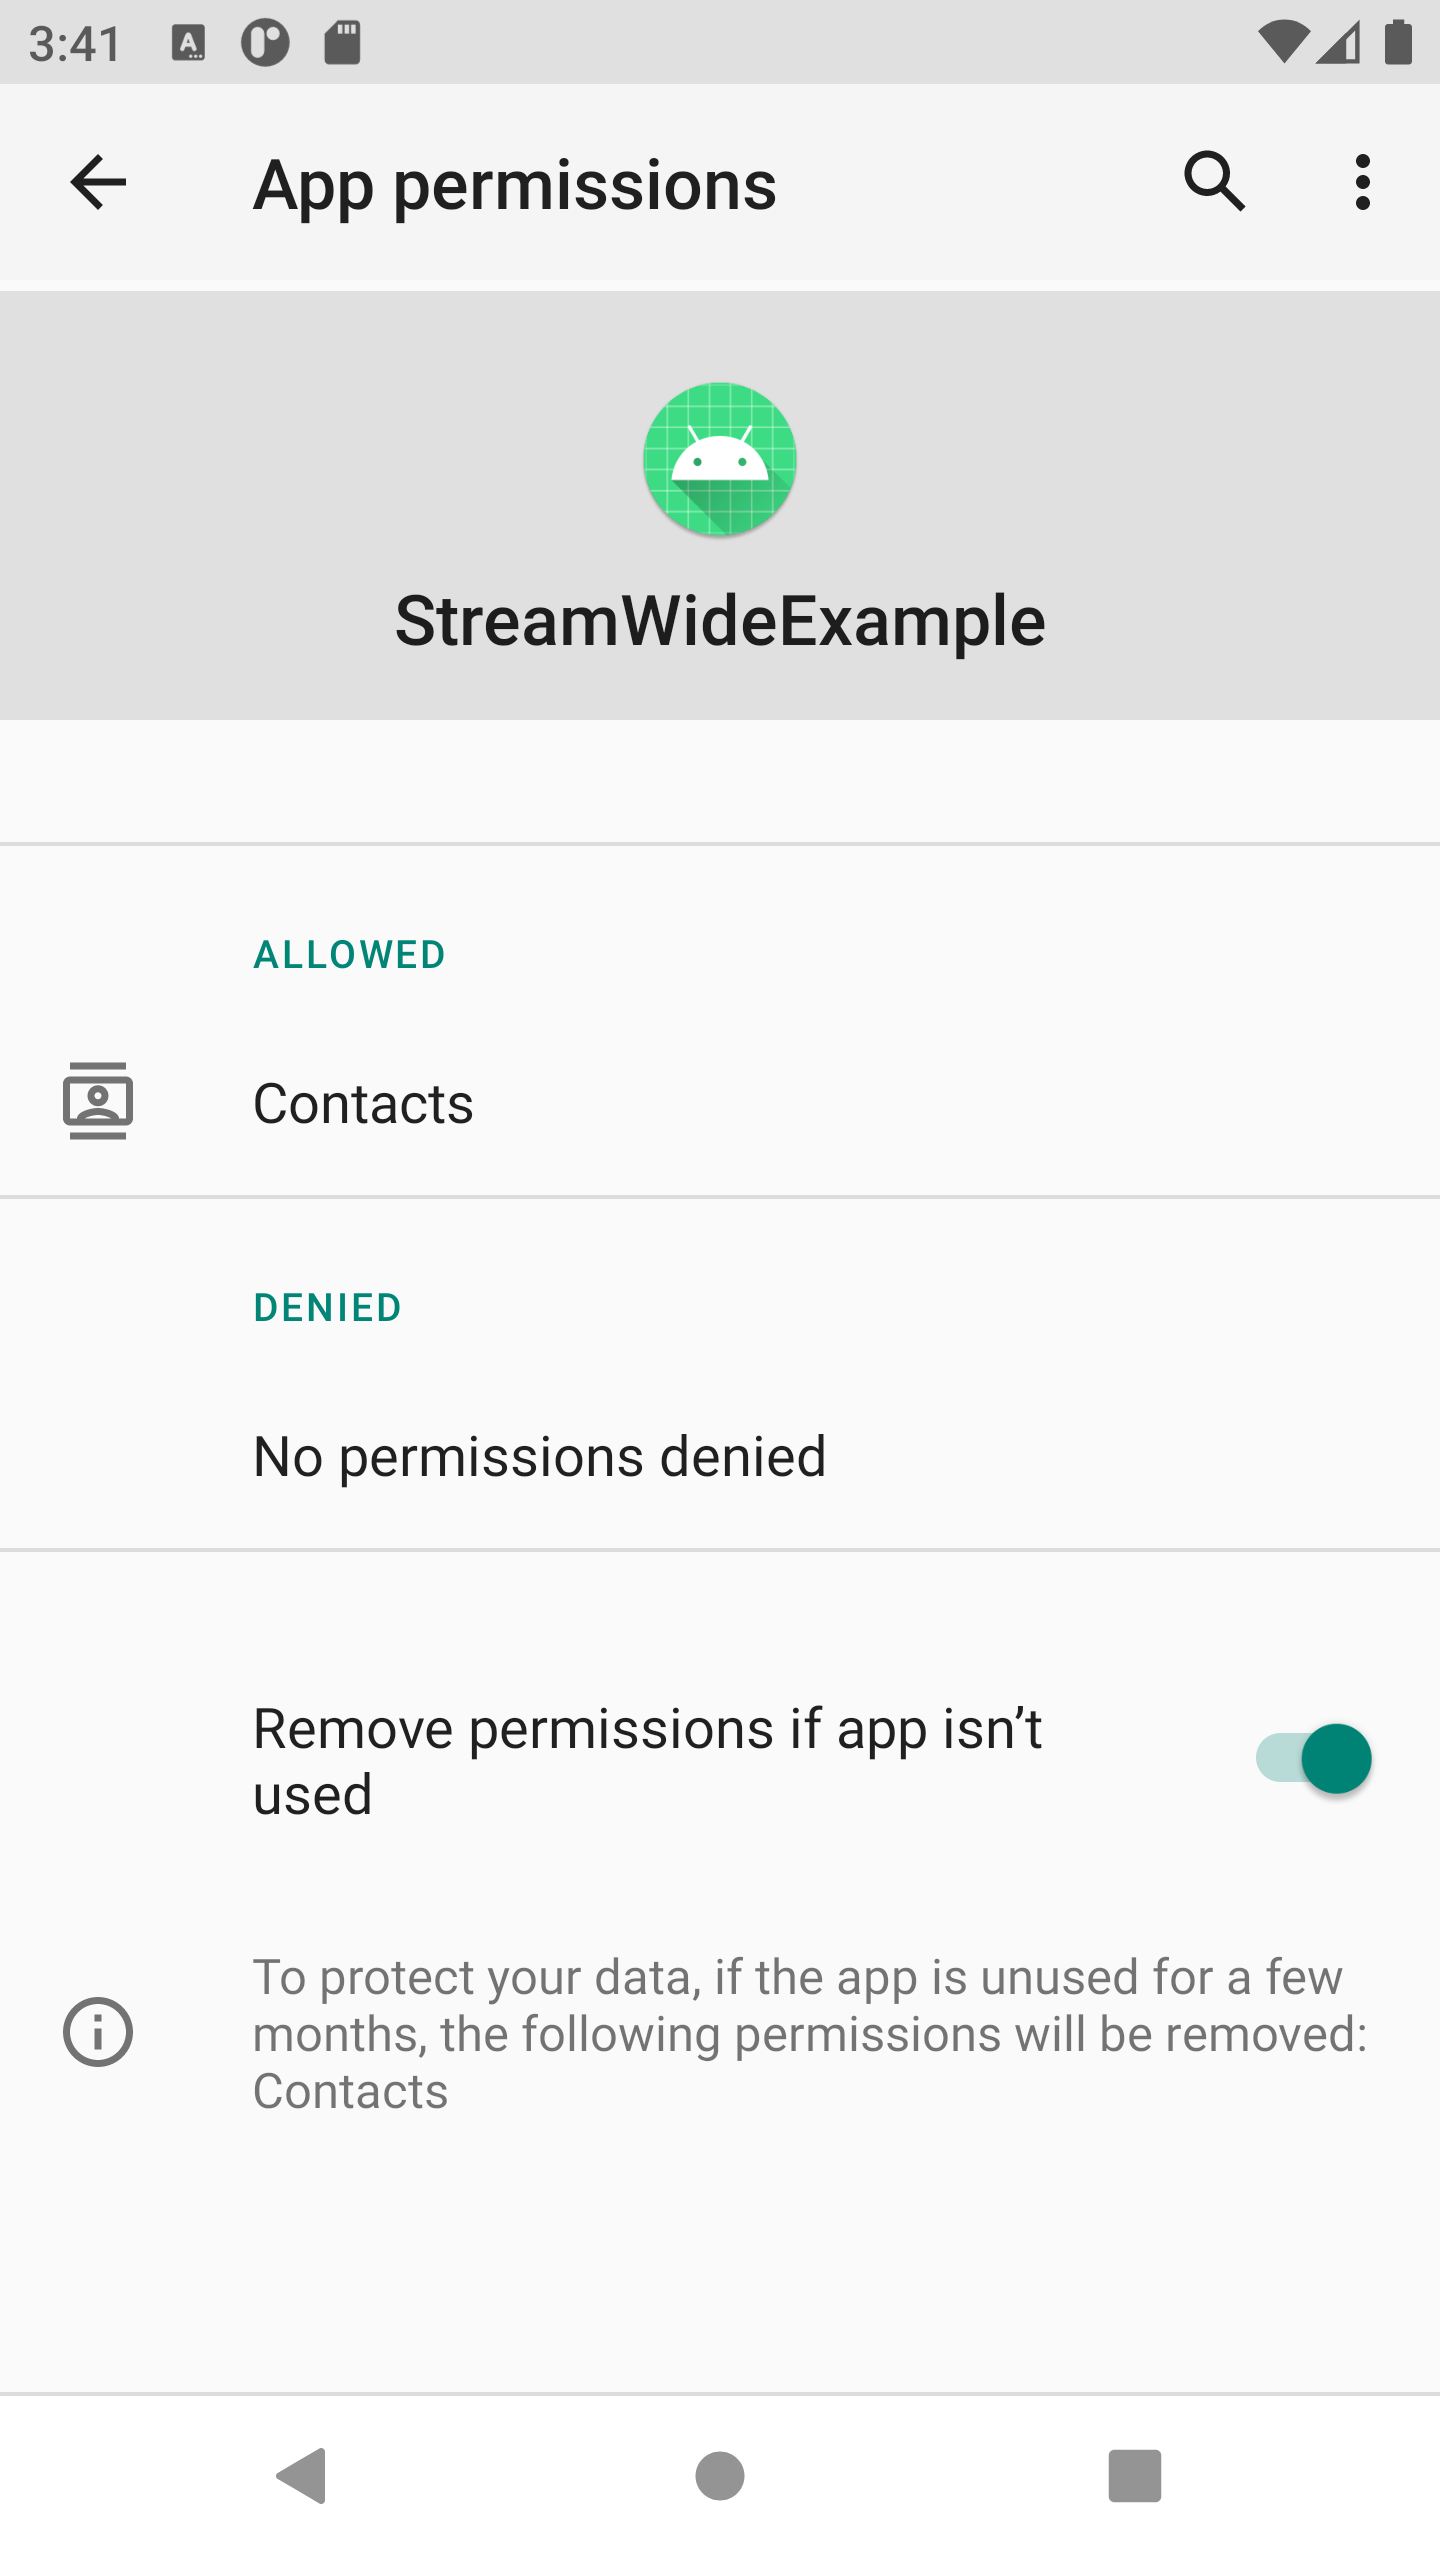 3:41
App permissions
StreamWideExample
ALLOWED
Contacts
DENIED
No permissions denied
Remove permissions if app isn’t
used
To protect your data, if the app is unused for a few
months, the following permissions will be removed:
Contacts